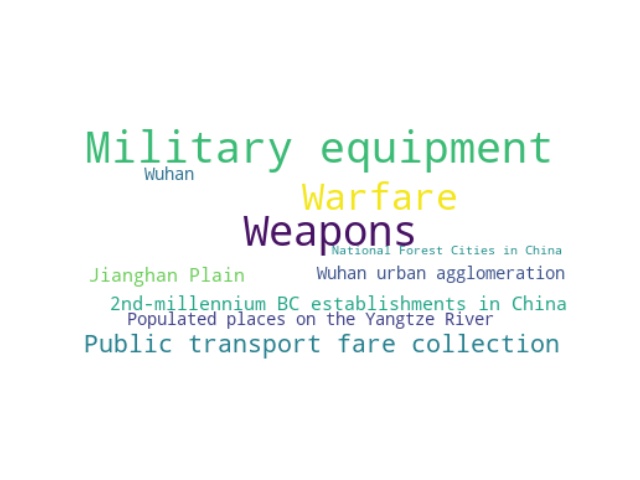 Military equipment
Wuhan
Warfare
Weapons
National Forest Cities in China
Jianghan Plain
Wuhan urban agglomeration
2nd-millennium BC establishments in China
Populated places on the Yangtze River
Public transport fare collection